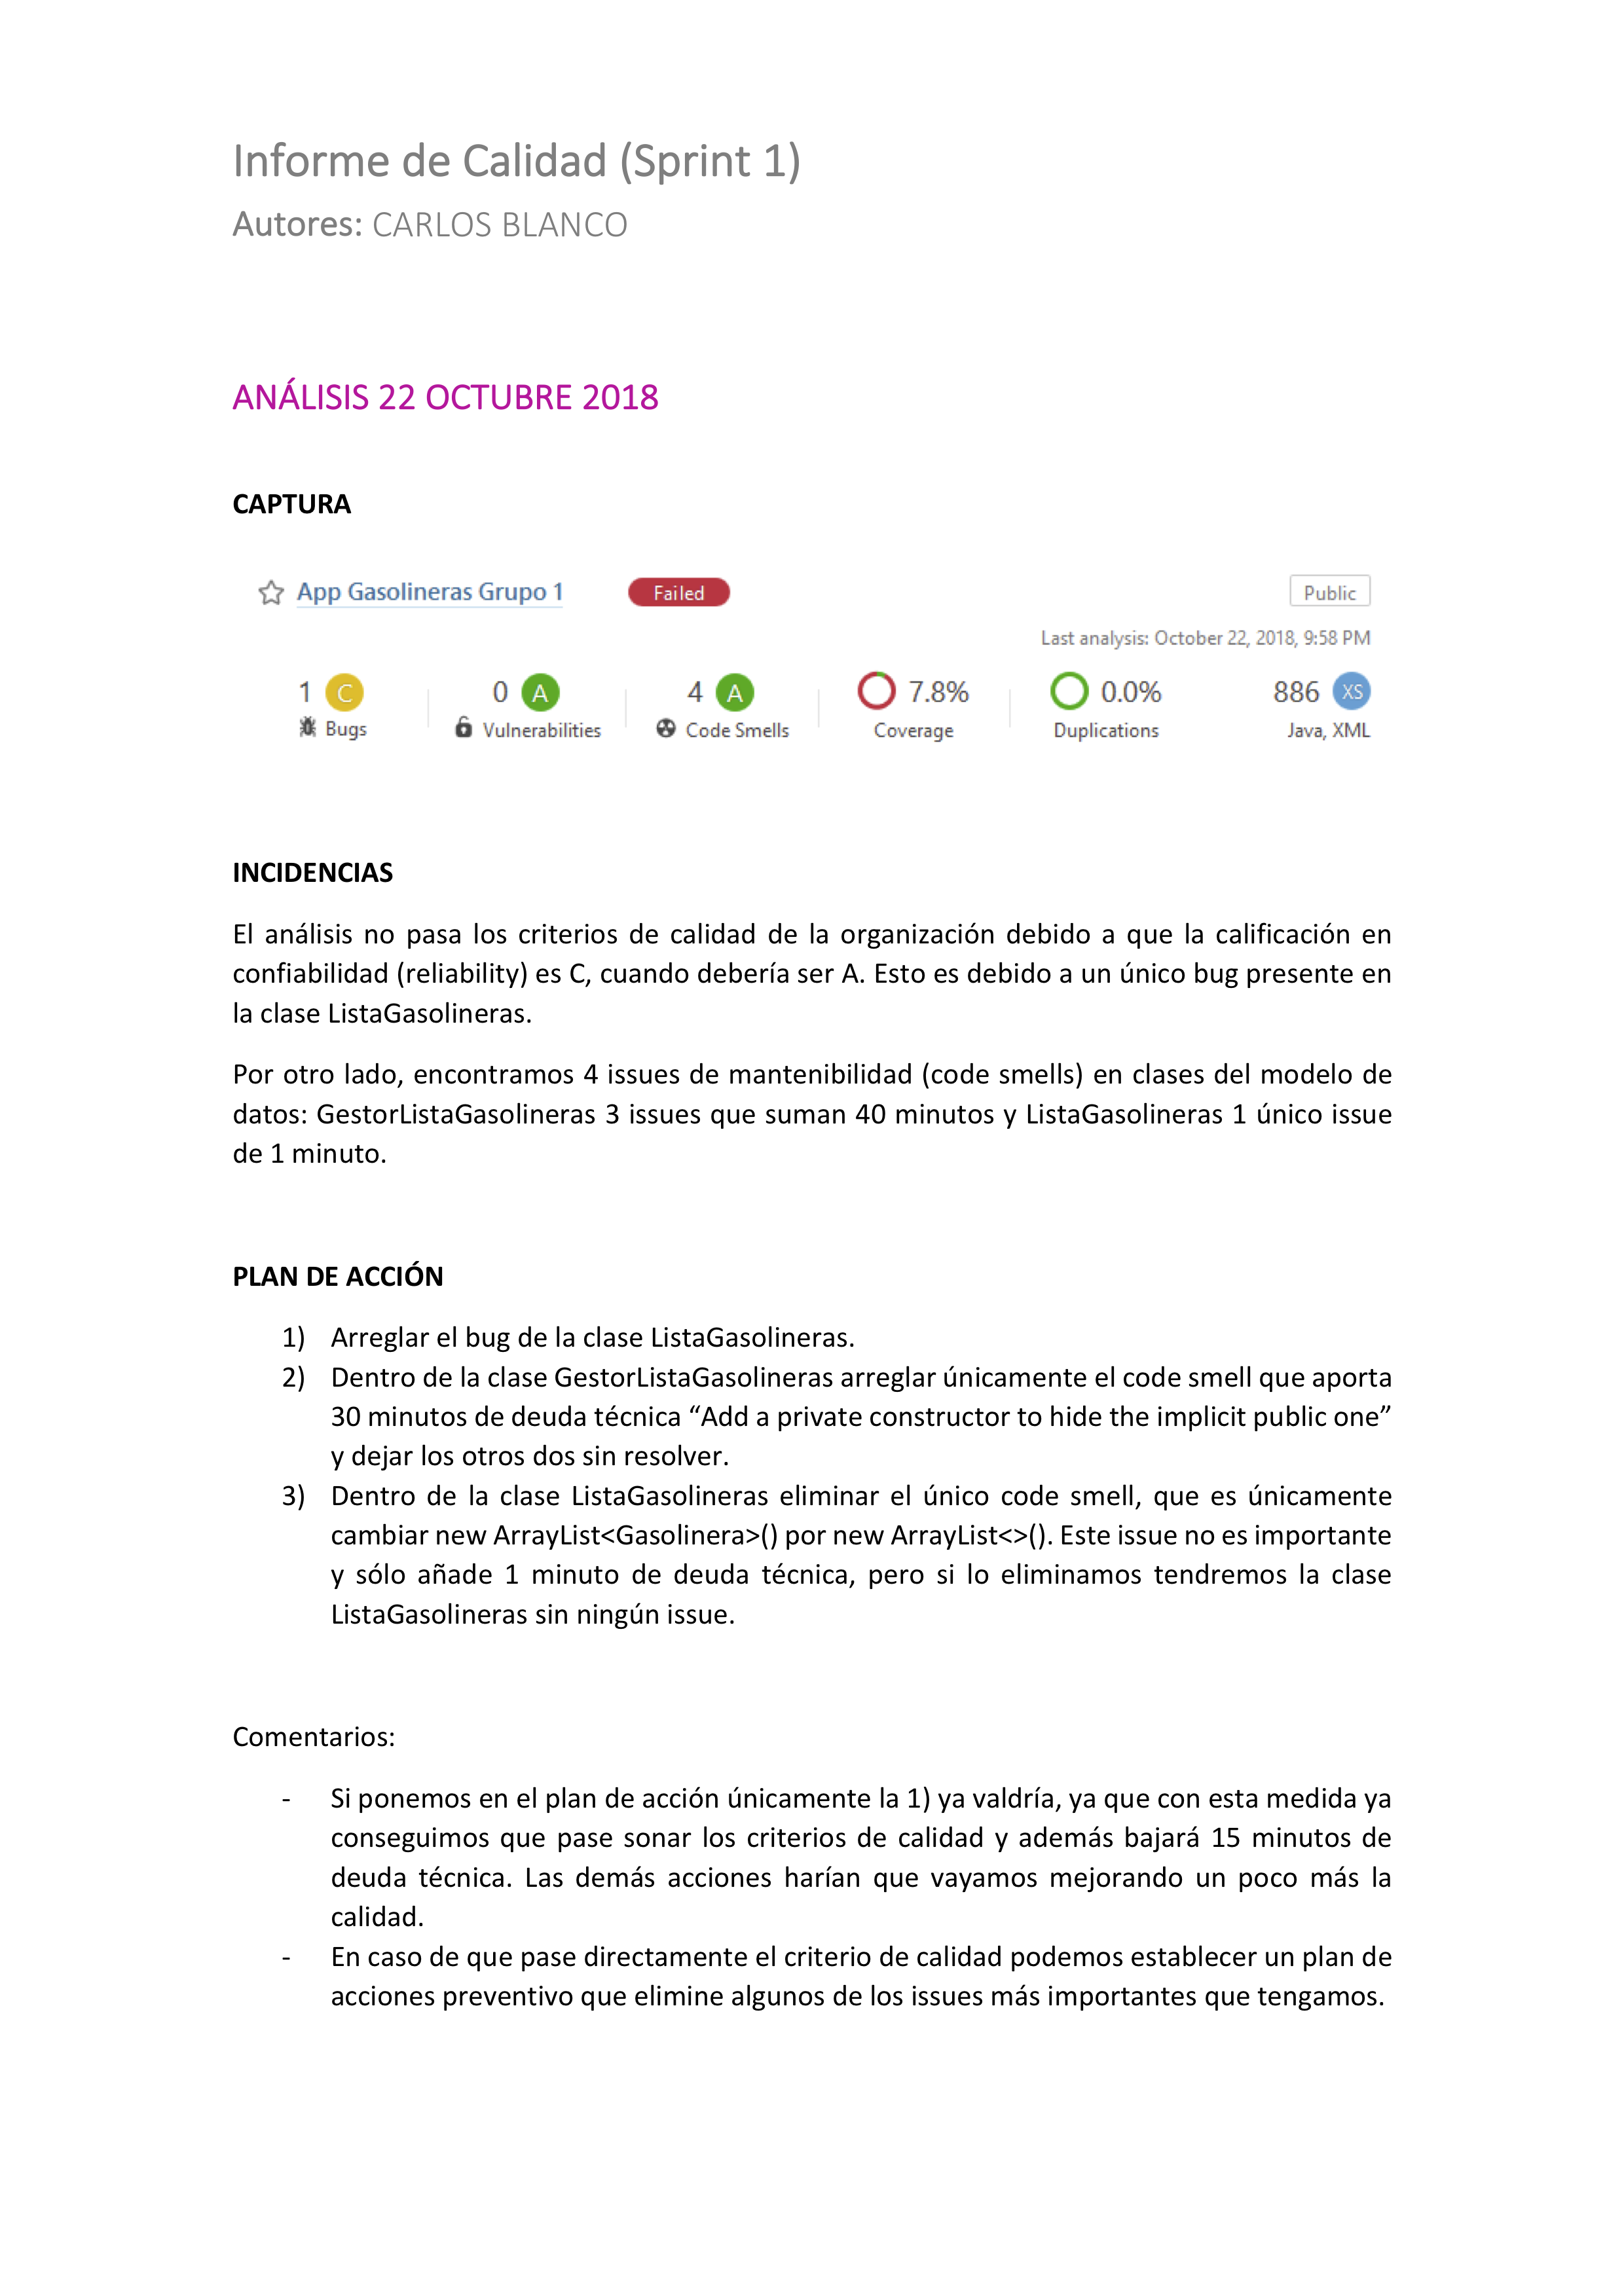 Informe de Calidad (Sprint 1)
Autores: CARLOS BLANCO
ANÁLISIS 22 OCTUBRE 2018
CAPTURA
App Gasolineras Grupo 1 Failed Public
Last analysis: October 22, 2018, 9:58 PM
1 C 0 A 4 A 7.8% 0.0% 886 XS
Bugs Vulnerabilities Code Smells Coverage Duplications Java, XML
INCIDENCIAS
El análisis no pasa los criterios de calidad de la organización debido a que la calificación en
confiabilidad (reliability) es C, cuando debería ser A. Esto es debido a un único bug presente en
la clase ListaGasolineras.
Por otro lado, encontramos 4 issues de mantenibilidad (code smells) en clases del modelo de
datos: GestorListaGasolineras 3 issues que suman 40 minutos y ListaGasolineras 1 único issue
de 1 minuto.
PLAN DE ACCIÓN
1) Arreglar el bug de la clase ListaGasolineras.
2) Dentro de la clase GestorListaGasolineras arreglar únicamente el code smell que aporta
30 minutos de deuda técnica “Add a private constructor to hide the implicit public one”
y dejar los otros dos sin resolver.
3) Dentro de la clase ListaGasolineras eliminar el único code smell, que es únicamente
cambiar new ArrayList<Gasolinera>() por new ArrayList<>(). Este issue no es importante
y sólo añade 1 minuto de deuda técnica, pero si lo eliminamos tendremos la clase
ListaGasolineras sin ningún issue.
Comentarios:
- Si ponemos en el plan de acción únicamente la 1) ya valdría, ya que con esta medida ya
conseguimos que pase sonar los criterios de calidad y además bajará 15 minutos de
deuda técnica. Las demás acciones harían que vayamos mejorando un poco más la
calidad.
- En caso de que pase directamente el criterio de calidad podemos establecer un plan de
acciones preventivo que elimine algunos de los issues más importantes que tengamos.